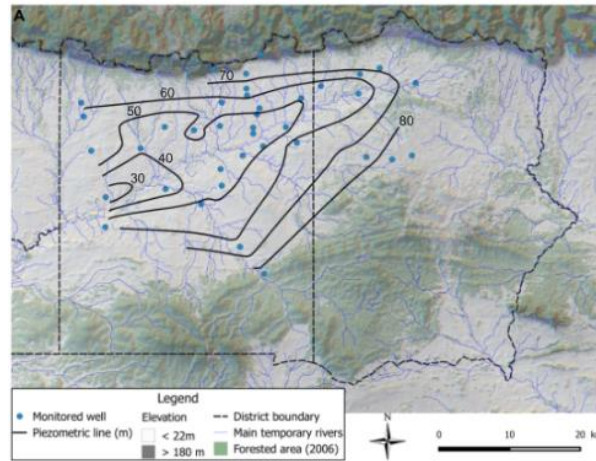 A
70
60
50
80
40
30
Legend
Monitored well
Piezometric line (m)
Elevation
< 22m
> 180 m
District boundary
Main temporary rivers
Forested area (2006)
N
0 10 20 km